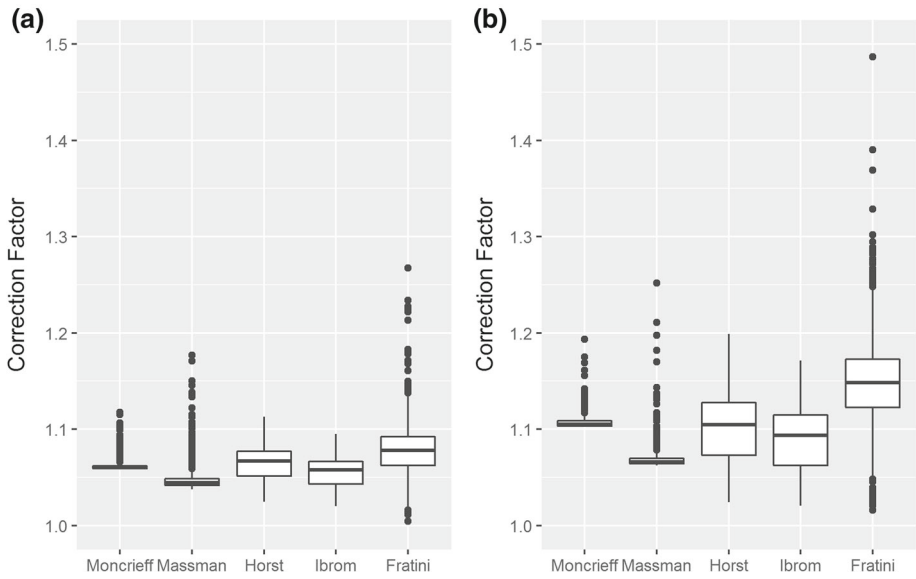 (a)
Correction Factor
1.5
1.4
1.3
1.2
1.1
1.0
Moncrieff Massman Horst Ibrom Fratini
(b)
Correction Factor
1.5
1.4
1.3
1.2
1.1
1.0
Moncrieff Massman Horst Ibrom Fratini